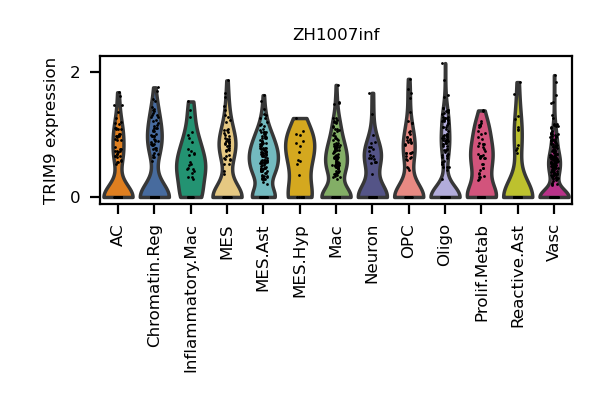 ZH1007inf
TRIM9 expression
2
0
AC
Chromatin.Reg
Inflammatory.Mac
MES
MES.Ast
MES.Hyp
Mac
Neuron
OPC
Oligo
Prolif.Metab
Reactive.Ast
Vasc